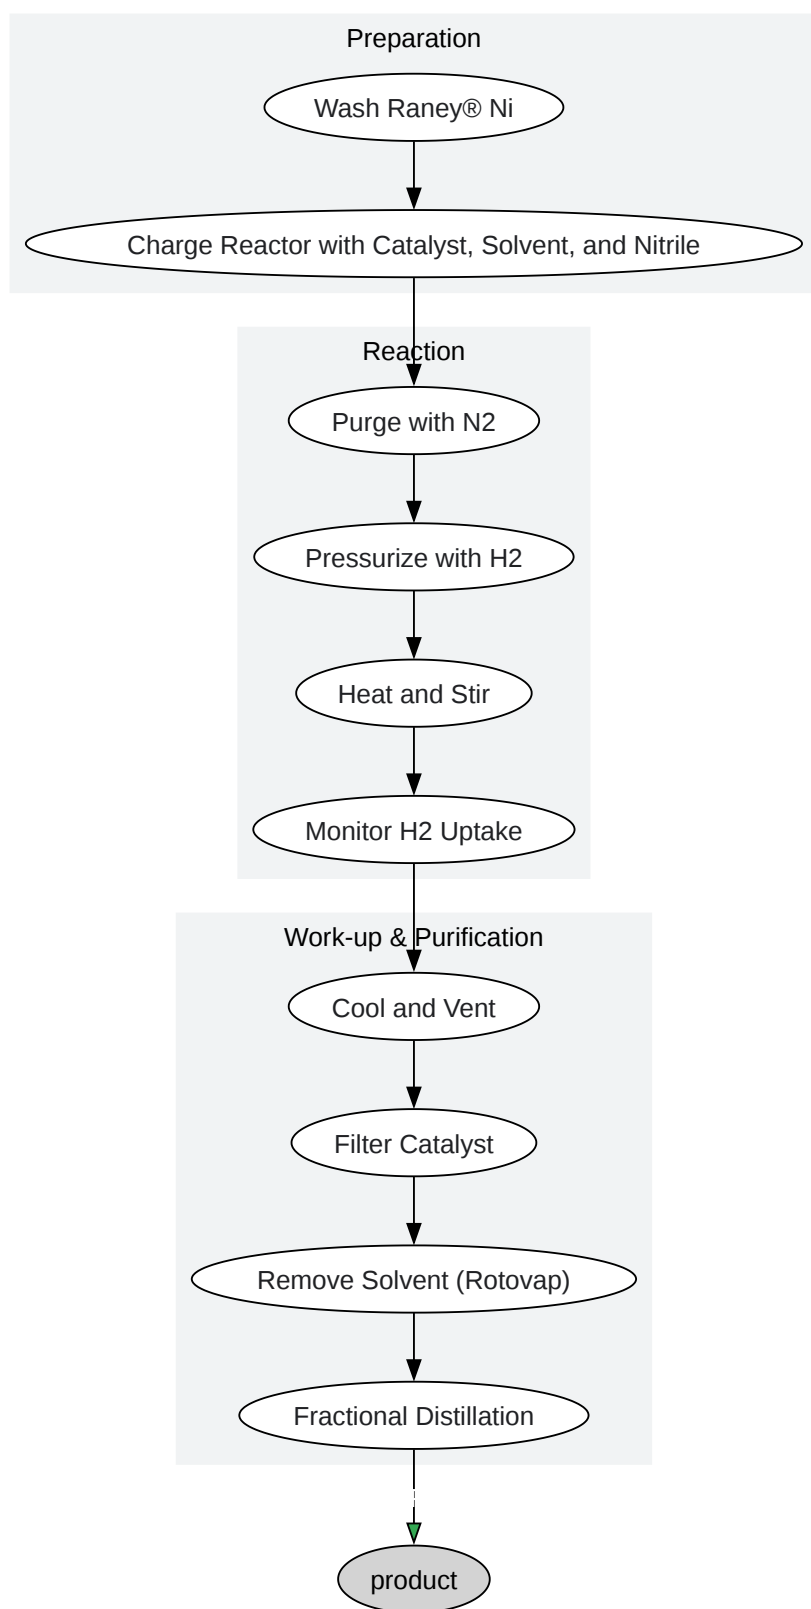 Preparation
Wash Raney® Ni
Charge Reactor with Catalyst, Solvent, and Nitrile
Reaction
Purge with N2
Pressurize with H2
Heat and Stir
Monitor H2 Uptake
Work-up & Purification
Cool and Vent
Filter Catalyst
Remove Solvent (Rotovap)
Fractional Distillation
product